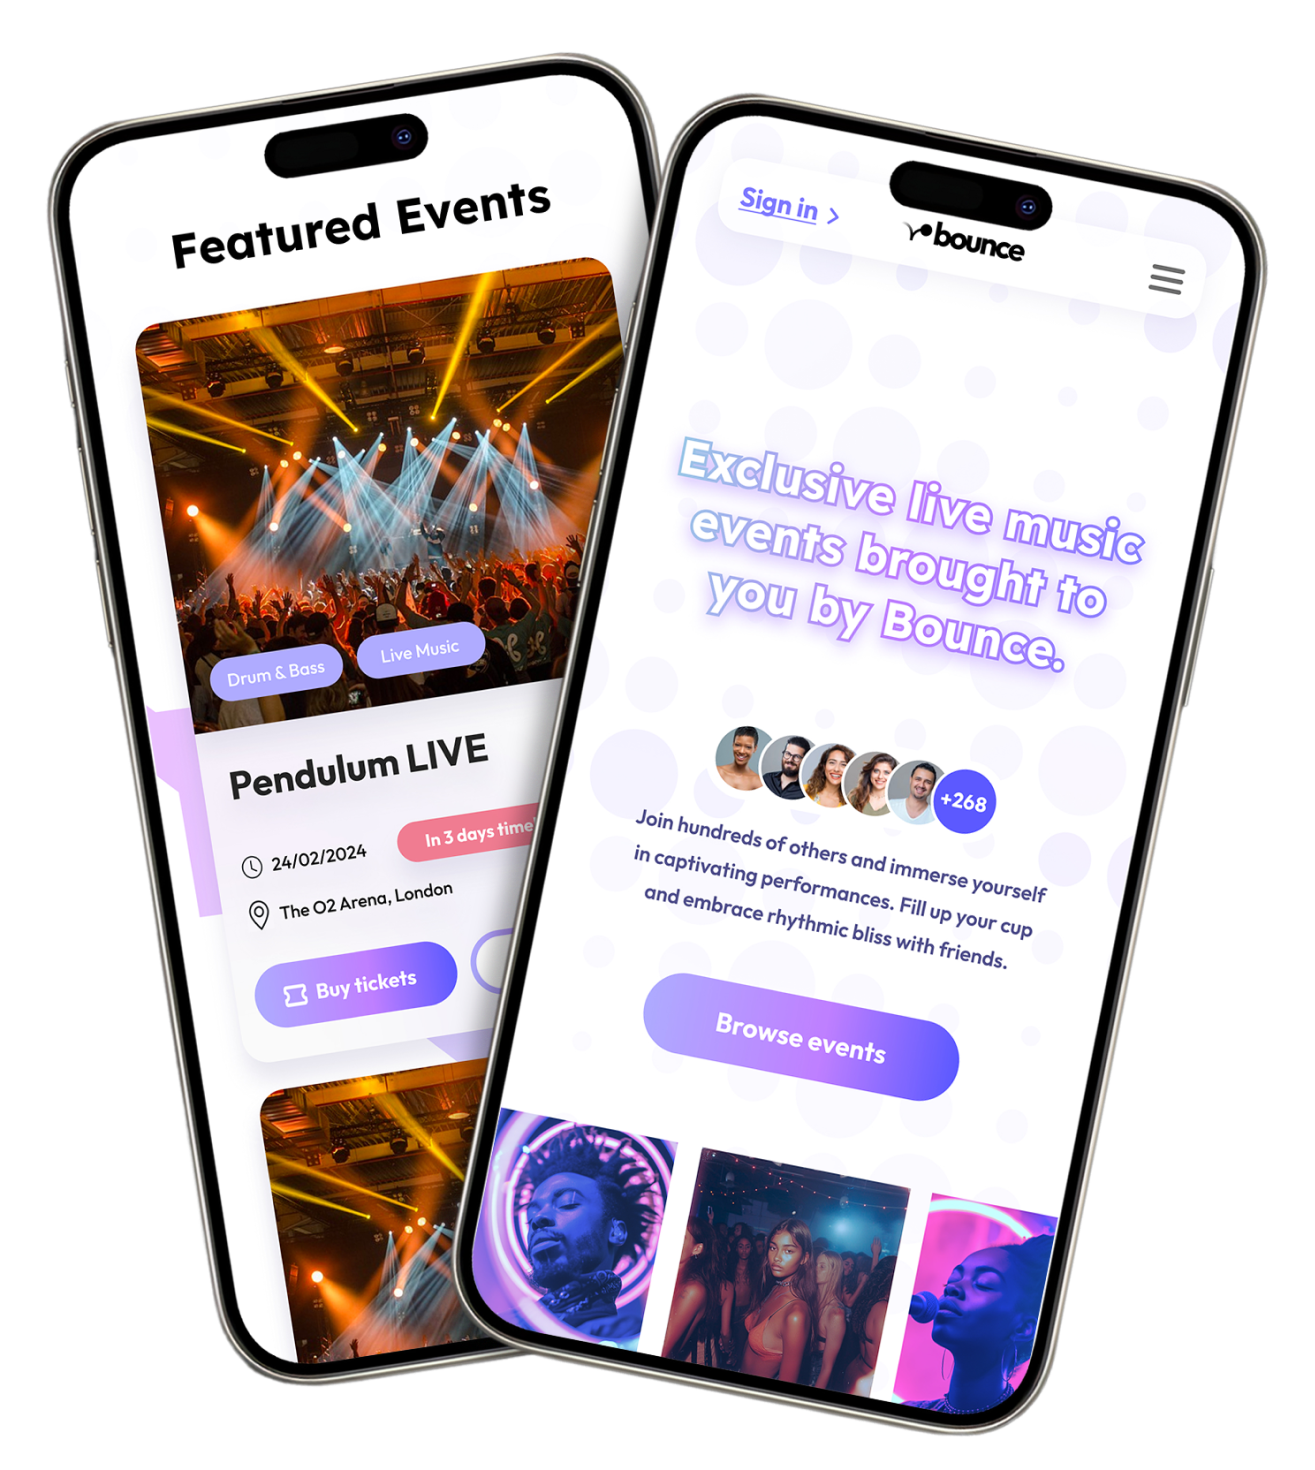 Featured Events
Drum & Bass
Live Music
Pendulum LIVE
24/02/2024
In 3 days time
The O2 Arena, London
Buy tickets
Sign in
bounce
Exclusive live music
events brought to
you by Bounce.
+268
Join hundreds of others and immerse yourself
in captivating performances. Fill up your cup
and embrace rhythmic bliss with friends.
Browse events